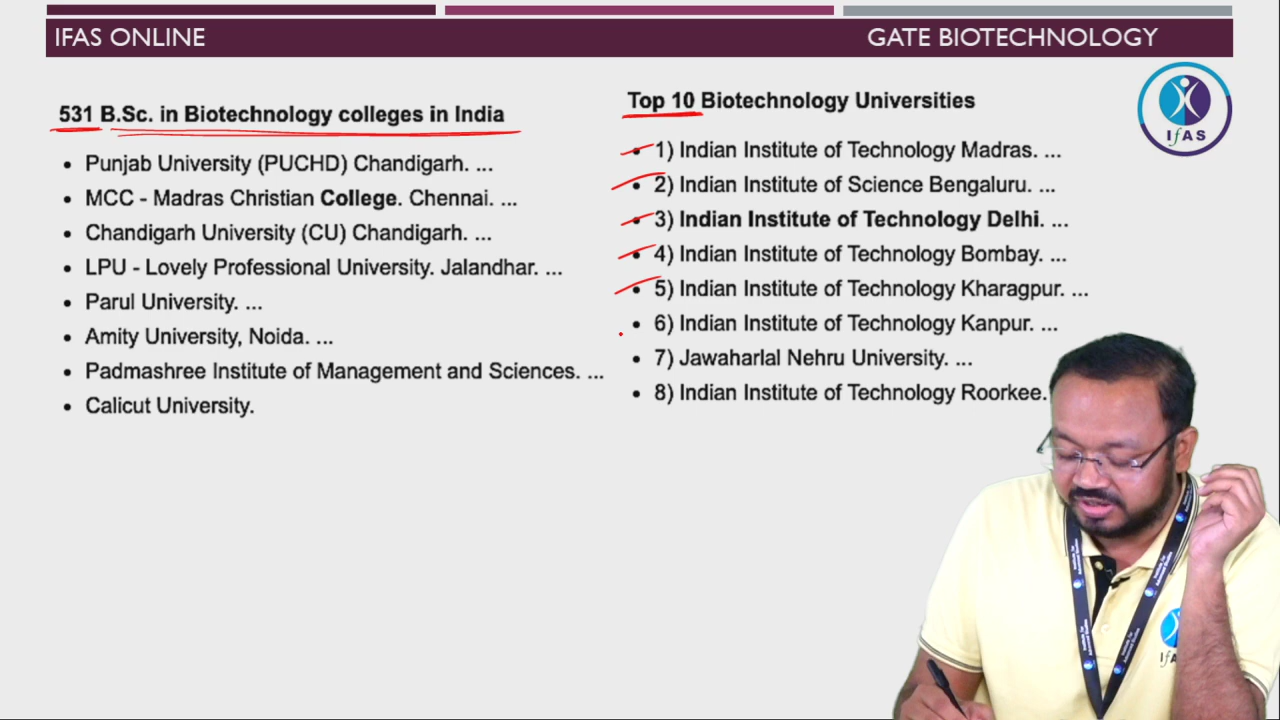 IFAS ONLINE
GATE BIOTECHNOLOGY
IfAS
531 B.Sc. in Biotechnology colleges in India
Punjab University (PUCHD) Chandigarh. ...
MCC - Madras Christian College. Chennai. ...
Chandigarh University (CU) Chandigarh. ...
LPU - Lovely Professional University. Jalandhar. ...
Parul University. ...
Amity University, Noida. ...
Padmashree Institute of Management and Sciences. ...
Calicut University.
Top 10 Biotechnology Universities
1) Indian Institute of Technology Madras. ...
2) Indian Institute of Science Bengaluru. ...
3) Indian Institute of Technology Delhi. ...
4) Indian Institute of Technology Bombay. ...
5) Indian Institute of Technology Kharagpur. ...
6) Indian Institute of Technology Kanpur. ...
7) Jawaharlal Nehru University. ...
8) Indian Institute of Technology Roorkee.